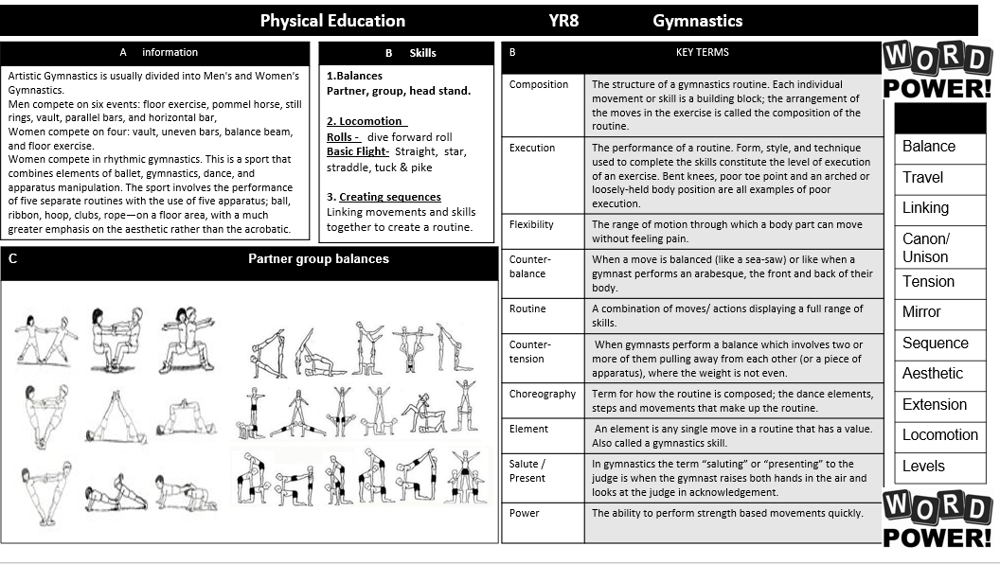 Physical Education YR8 Gymnastics
A information
Artistic Gymnastics is usually divided into Men's and Women's
Gymnastics.
Men compete on six events: floor exercise, pommel horse, still
rings, vault, parallel bars, and horizontal bar,
Women compete on four: vault, uneven bars, balance beam,
and floor exercise.
Women compete in rhythmic gymnastics. This is a sport that
combines elements of ballet, gymnastics, dance, and
apparatus manipulation. The sport involves the performance
of five separate routines with the use of five apparatus; ball,
ribbon, hoop, clubs, rope—on a floor area, with a much
greater emphasis on the aesthetic rather than the acrobatic.
B Skills
1.Balances
Partner, group, head stand.
2. Locomotion
Rolls - dive forward roll
Basic Flight- Straight, star,
straddle, tuck & pike
3. Creating sequences
Linking movements and skills
together to create a routine.
C Partner group balances
B KEY TERMS
Composition
The structure of a gymnastics routine. Each individual
movement or skill is a building block; the arrangement of
the moves in the exercise is called the composition of the
routine.
Execution
The performance of a routine. Form, style, and technique
used to complete the skills constitute the level of execution
of an exercise. Bent knees, poor toe point and an arched or
loosely-held body position are all examples of poor
execution.
Flexibility
The range of motion through which a body part can move
without feeling pain.
Counter-
balance
When a move is balanced (like a sea-saw) or like when a
gymnast performs an arabesque, the front and back of their
body.
Routine
A combination of moves/ actions displaying a full range of
skills.
Counter-
tension
When gymnasts perform a balance which involves two or
more of them pulling away from each other (or a piece of
apparatus), where the weight is not even.
Choreography
Term for how the routine is composed; the dance elements,
steps and movements that make up the routine.
Element
An element is any single move in a routine that has a value.
Also called a gymnastics skill.
Salute /
Present
In gymnastics the term “saluting” or “presenting” to the
judge is when the gymnast raises both hands in the air and
looks at the judge in acknowledgement.
Power
The ability to perform strength based movements quickly.
WORD
POWER!
Balance
Travel
Linking
Canon/
Unison
Tension
Mirror
Sequence
Aesthetic
Extension
Locomotion
Levels
WORD
POWER!